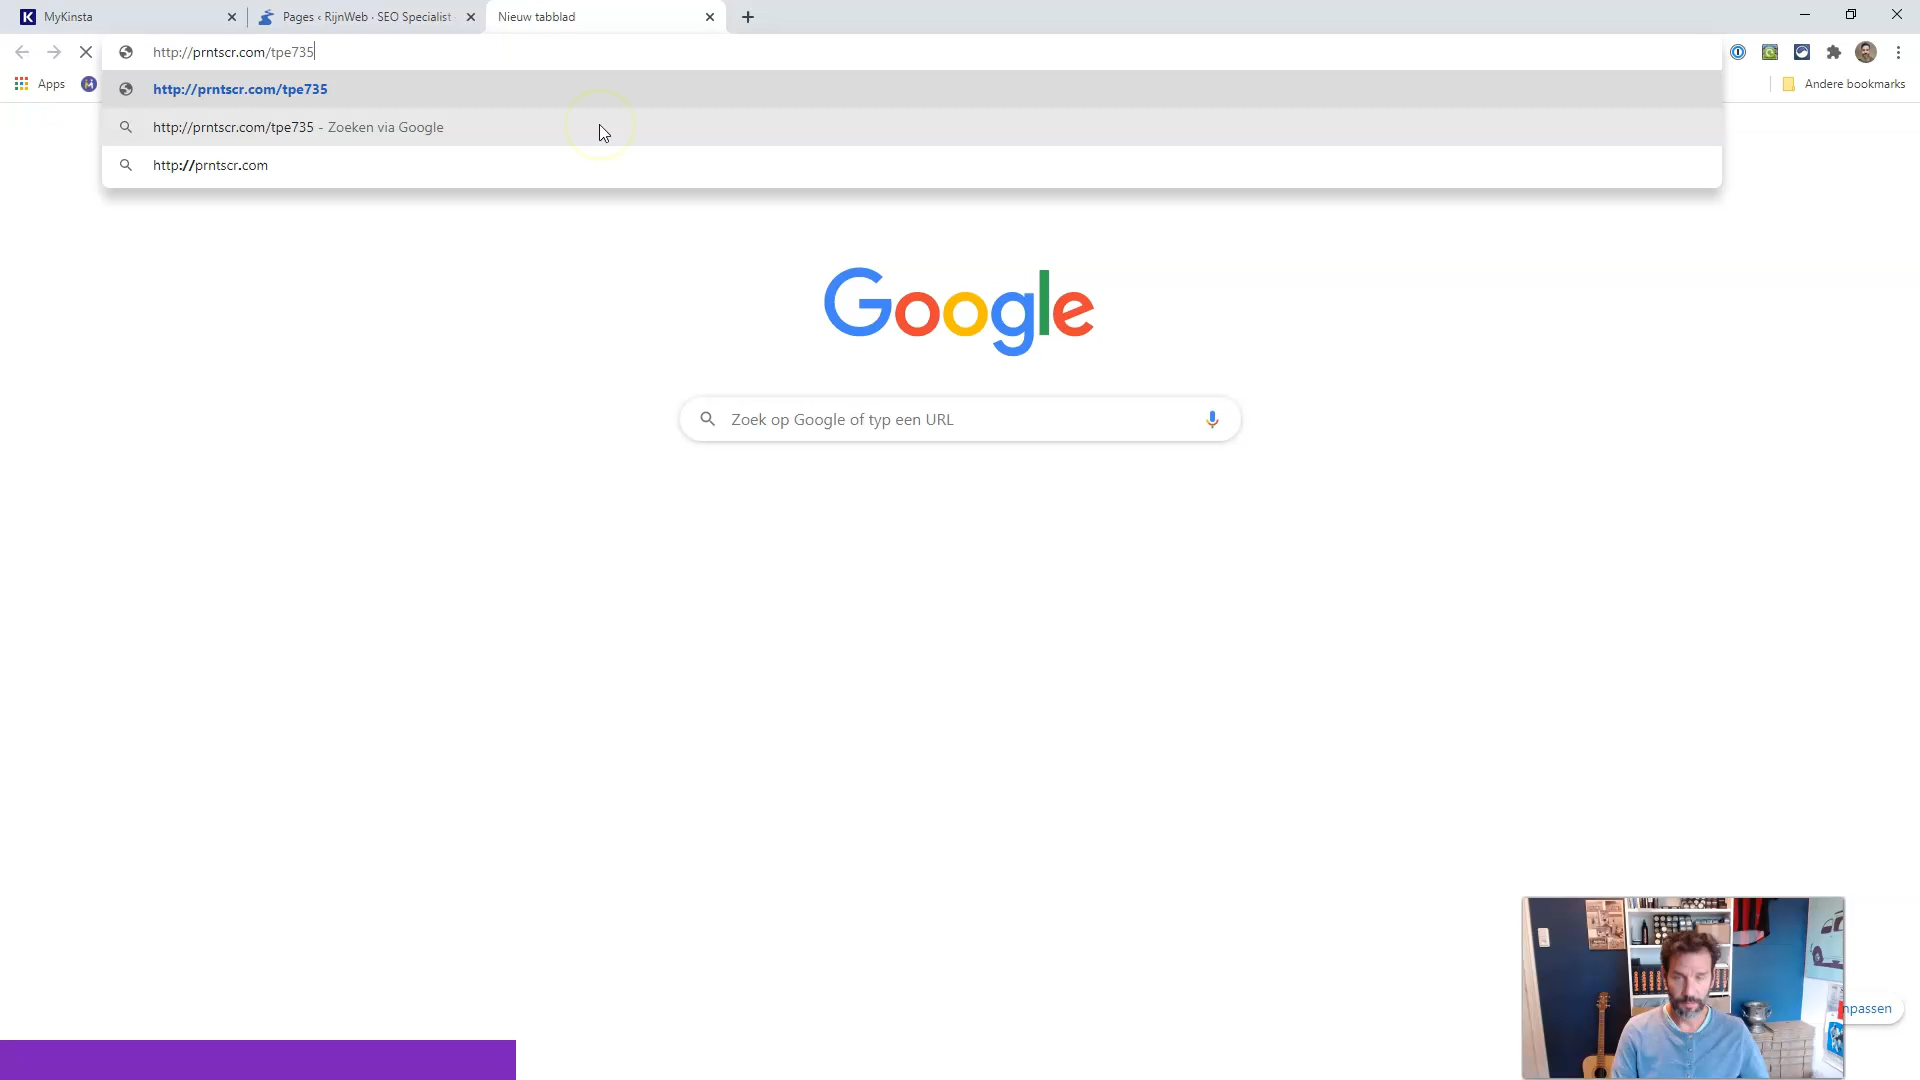 MyKinsta
Pages ‹ RijnWeb · SEO Specialist
Nieuw tabblad
http://prntscr.com/tpe735
Apps
Andere bookmarks
http://prntscr.com/tpe735
http://prntscr.com/tpe735 - Zoeken via Google
http://prntscr.com
Google
Zoek op Google of typ een URL
npassen